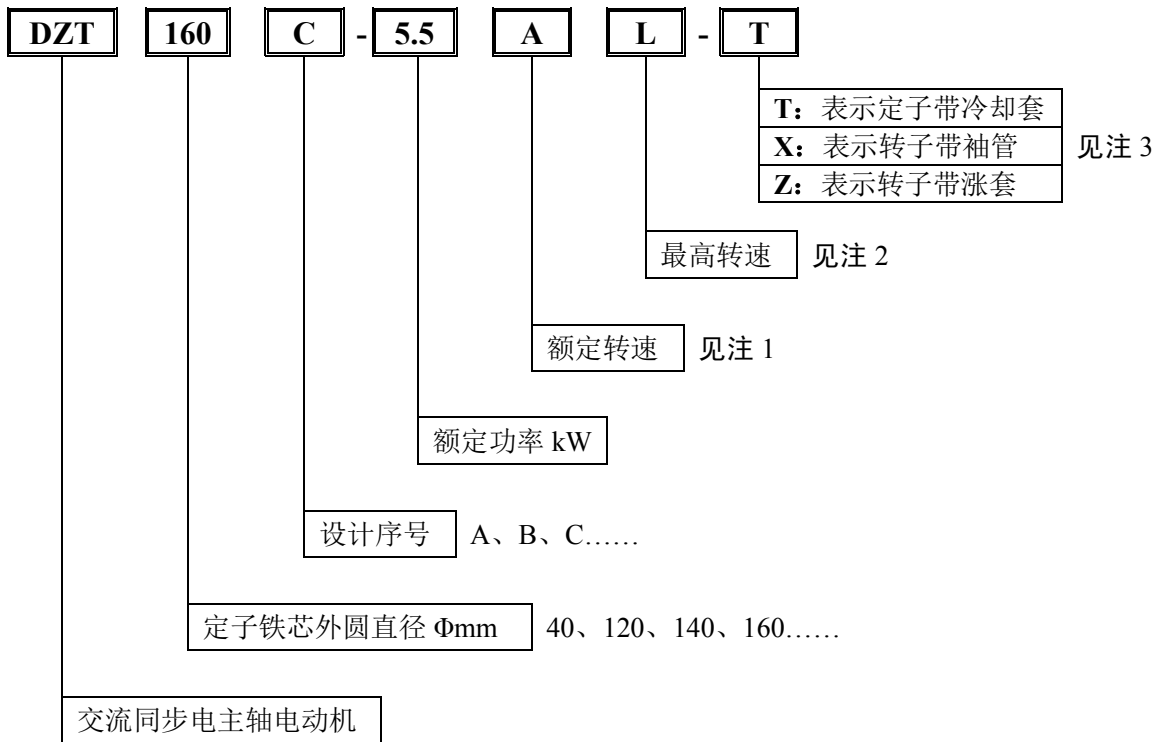 DZT 160 C - 5.5 A L - T
T：表示定子带冷却套
X：表示转子带袖管 见注 3
Z：表示转子带涨套
最高转速 见注 2
额定转速 见注 1
额定功率 kW
设计序号 A、B、C……
定子铁芯外圆直径 Φmm 40、120、140、160……
交流同步电主轴电动机